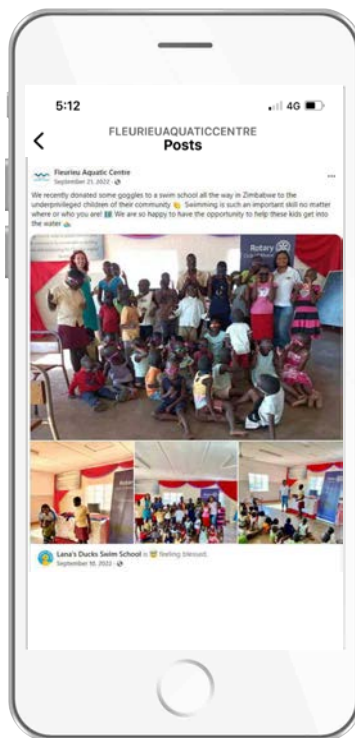 5:12
4G
FLEURIEUAQUATICCENTRE
Posts
Fleurieu Aquatic Centre
September 21, 2022
We recently donated some goggles to a swim school all the way in Zimbabwe to the
underprivileged children of their community 👏 Swimming is such an important skill no matter
where or who you are! We are so happy to have the opportunity to help these kids get into
the water 🏊
Rotary
Lana's Ducks Swim School is 😇 feeling blessed.
September 10, 2022